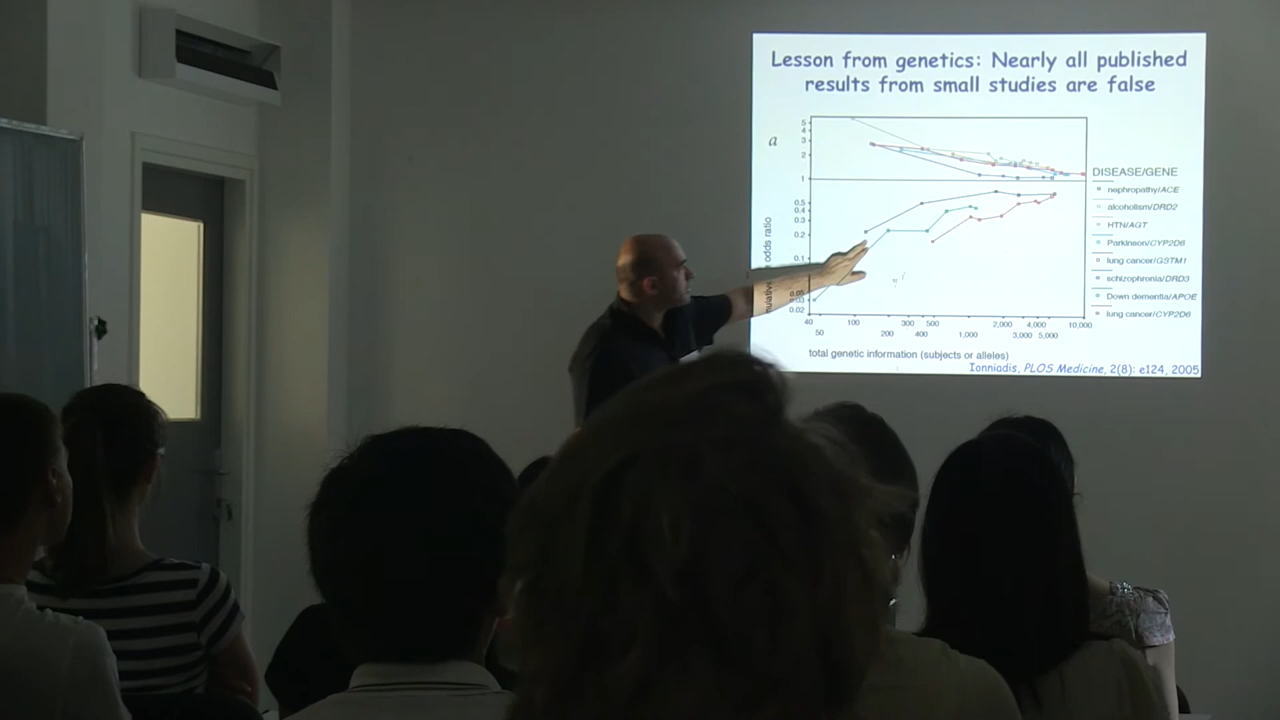 Lesson from genetics: Nearly all published
results from small studies are false
a
5
4
3
2
1
0.5
0.4
0.3
0.2
0.1
0.05
0.03
0.02
odds ratio
40
50
100
200
300
400
500
1,000
2,000
3,000
4,000
5,000
10,000
total genetic information (subjects or alleles)
DISEASE/GENE
nephropathy/ACE
alcoholism/DRD2
HTN/AGT
Parkinson/CYP2D6
lung cancer/GSTM1
schizophrenia/DRD3
Down dementia/APOE
lung cancer/CYP2D6
Ionniadis, PLOS Medicine, 2(8): e124, 2005